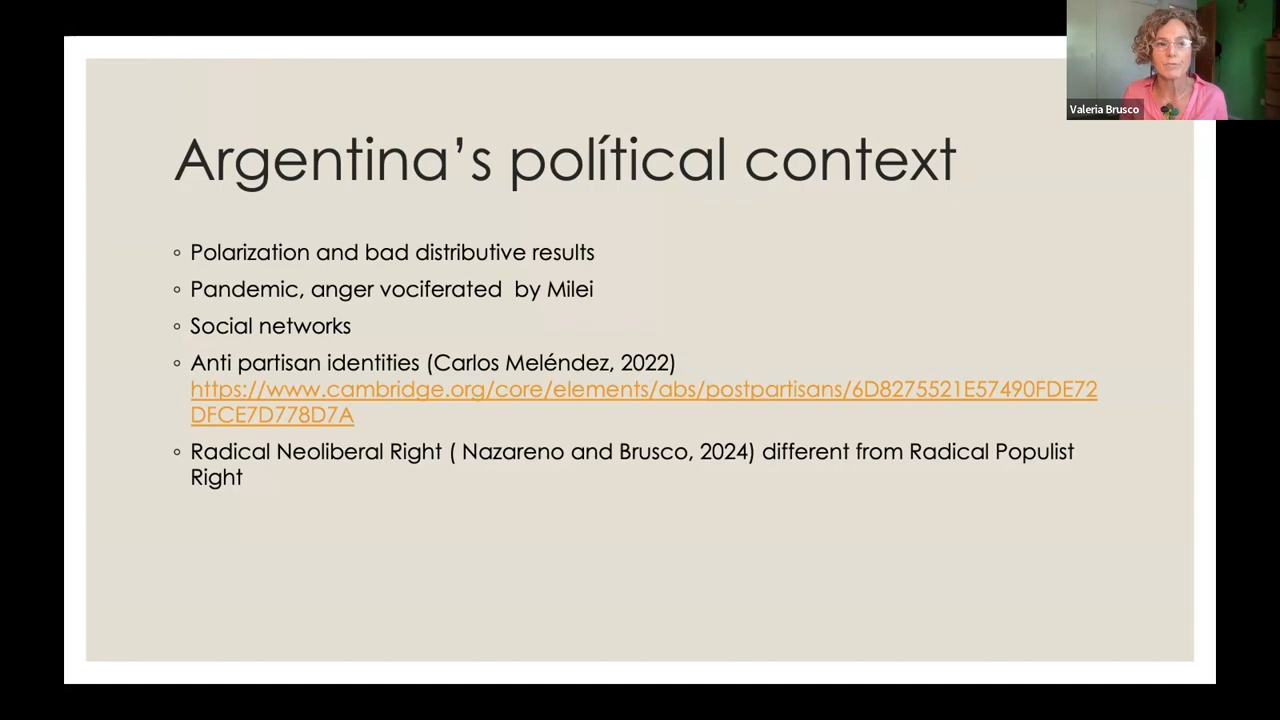 Valeria Brusco
Argentina’s polítical context
◦ Polarization and bad distributive results
◦ Pandemic, anger vociferated  by Milei
◦ Social networks
◦ Anti partisan identities (Carlos Meléndez, 2022)
https://www.cambridge.org/core/elements/abs/postpartisans/6D8275521E57490FDE72
DFCE7D778D7A
◦ Radical Neoliberal Right ( Nazareno and Brusco, 2024) different from Radical Populist
Right